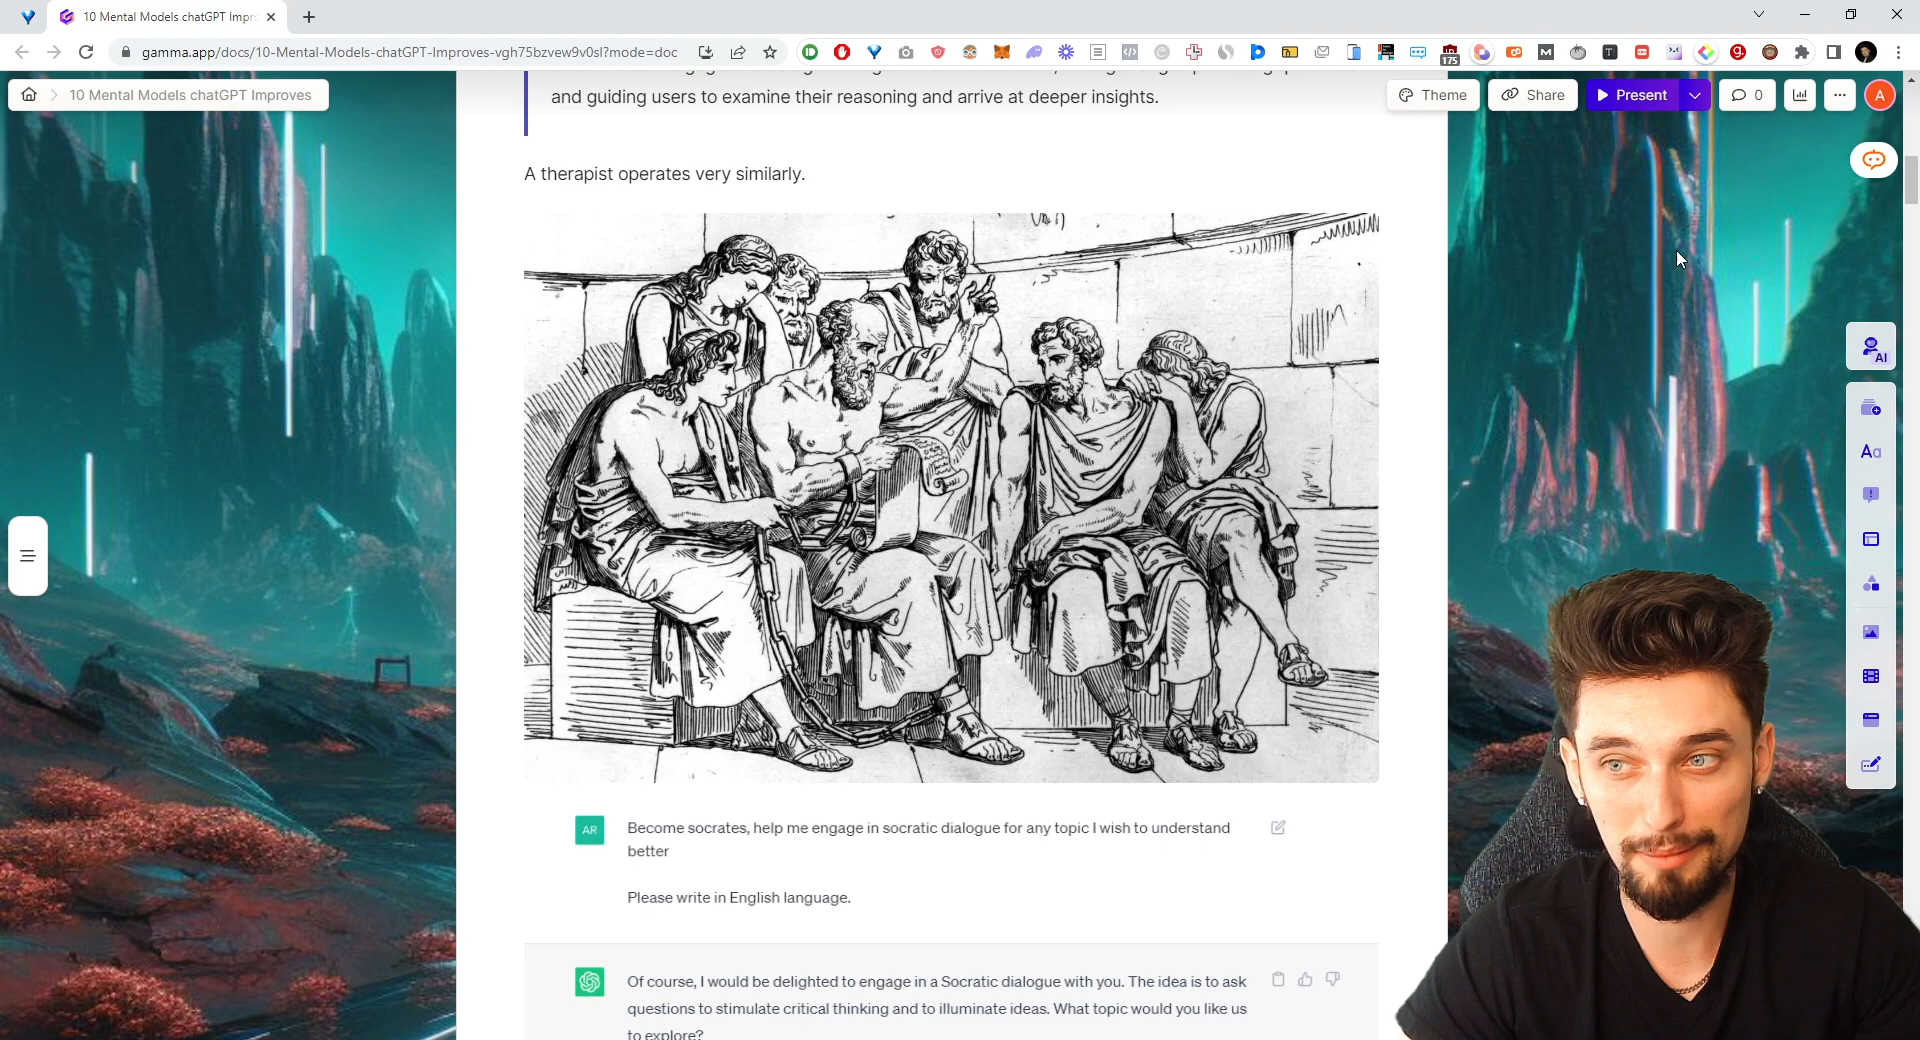 10 Mental Models chatGPT Impr
gamma.app/docs/10-Mental-Models-chatGPT-Improves-vgh75bzvew9v0sl?mode=doc
175
10 Mental Models chatGPT Improves
Theme
Share
Present
0
A
and guiding users to examine their reasoning and arrive at deeper insights.
A therapist operates very similarly.
AI
Aa
AR
Become socrates, help me engage in socratic dialogue for any topic I wish to understand
better
Please write in English language.
Of course, I would be delighted to engage in a Socratic dialogue with you. The idea is to ask
questions to stimulate critical thinking and to illuminate ideas. What topic would you like us
to explore?